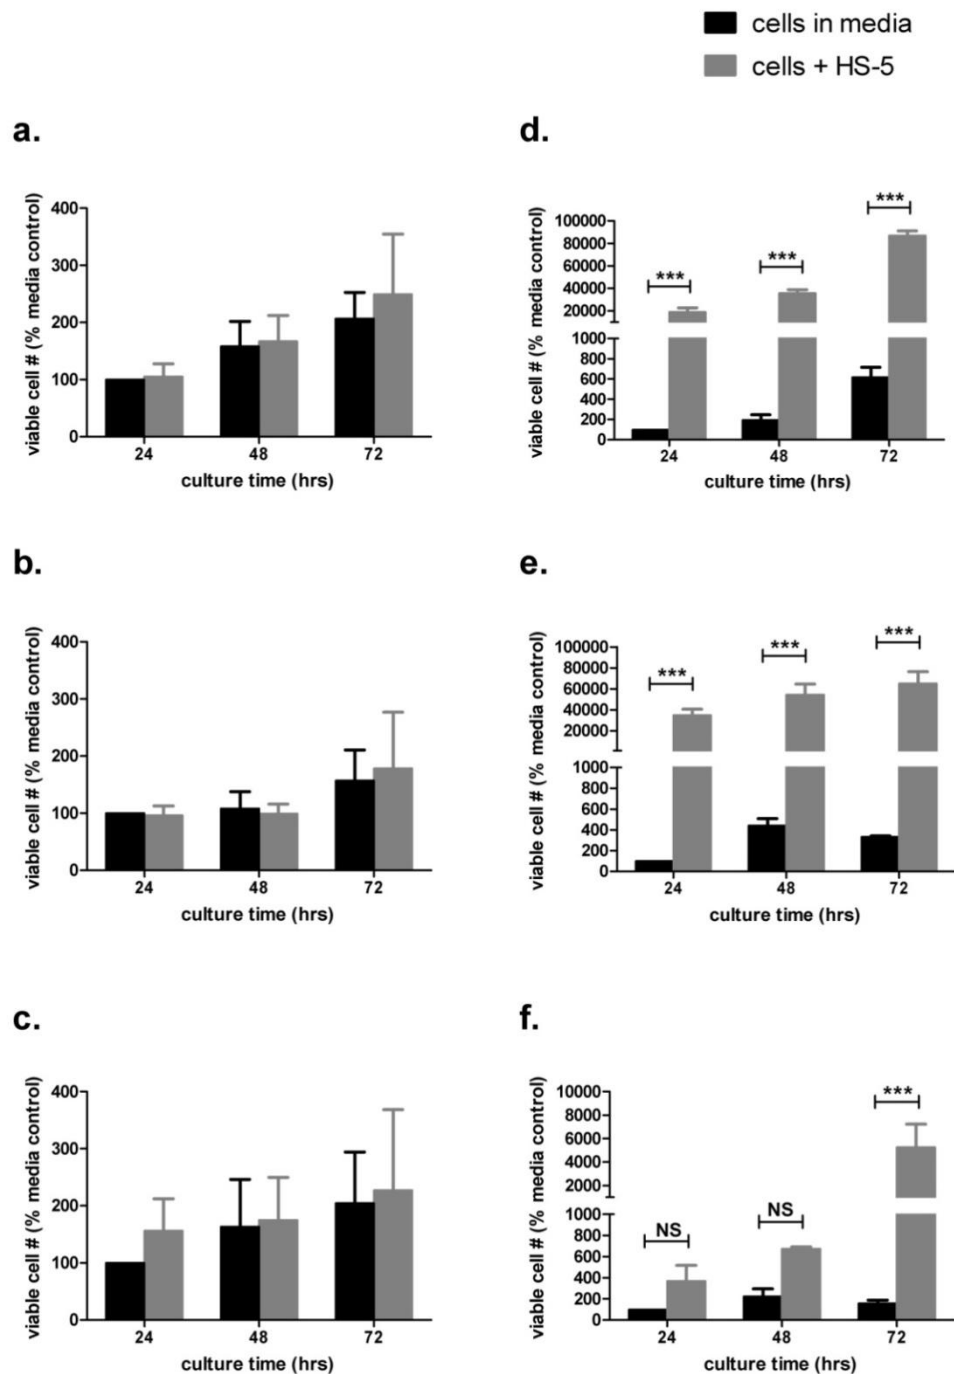 cells in media
cells + HS-5
a.
viable cell # (% media control)
400
300
200
100
0
24 48 72
culture time (hrs)
b.
viable cell # (% media control)
400
300
200
100
0
24 48 72
culture time (hrs)
c.
viable cell # (% media control)
400
300
200
100
0
24 48 72
culture time (hrs)
d.
viable cell # (% media control)
100000
80000
60000
40000
20000
1000
800
600
400
200
0
*** *** ***
24 48 72
culture time (hrs)
e.
viable cell # (% media control)
100000
80000
60000
40000
20000
1000
800
600
400
200
0
*** *** ***
24 48 72
culture time (hrs)
f.
viable cell # (% media control)
10000
8000
6000
4000
2000
1000
800
600
400
200
0
NS NS ***
24 48 72
culture time (hrs)